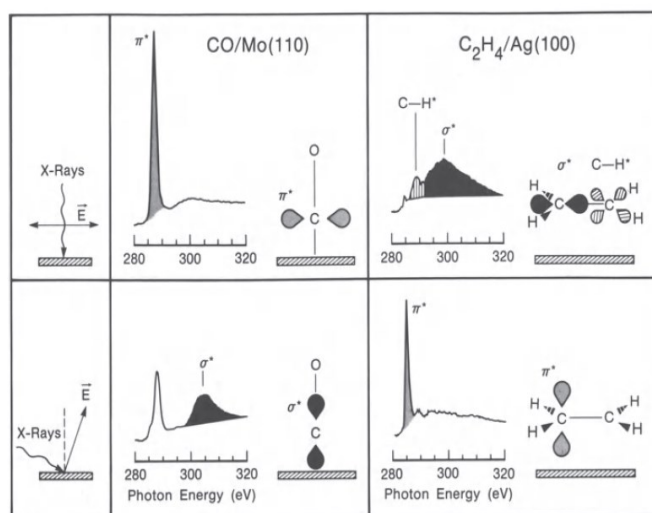 CO/Mo(110)
C₂H₄/Ag(100)
X-Rays
E
π*
O
π*
C
280 300 320
C—H*
σ*
σ* C—H*
H H
C C
H H
280 300 320
E
X-Rays
σ*
O
σ*
C
280 300 320
Photon Energy (eV)
π*
π*
H H
C C
H H
280 300 320
Photon Energy (eV)